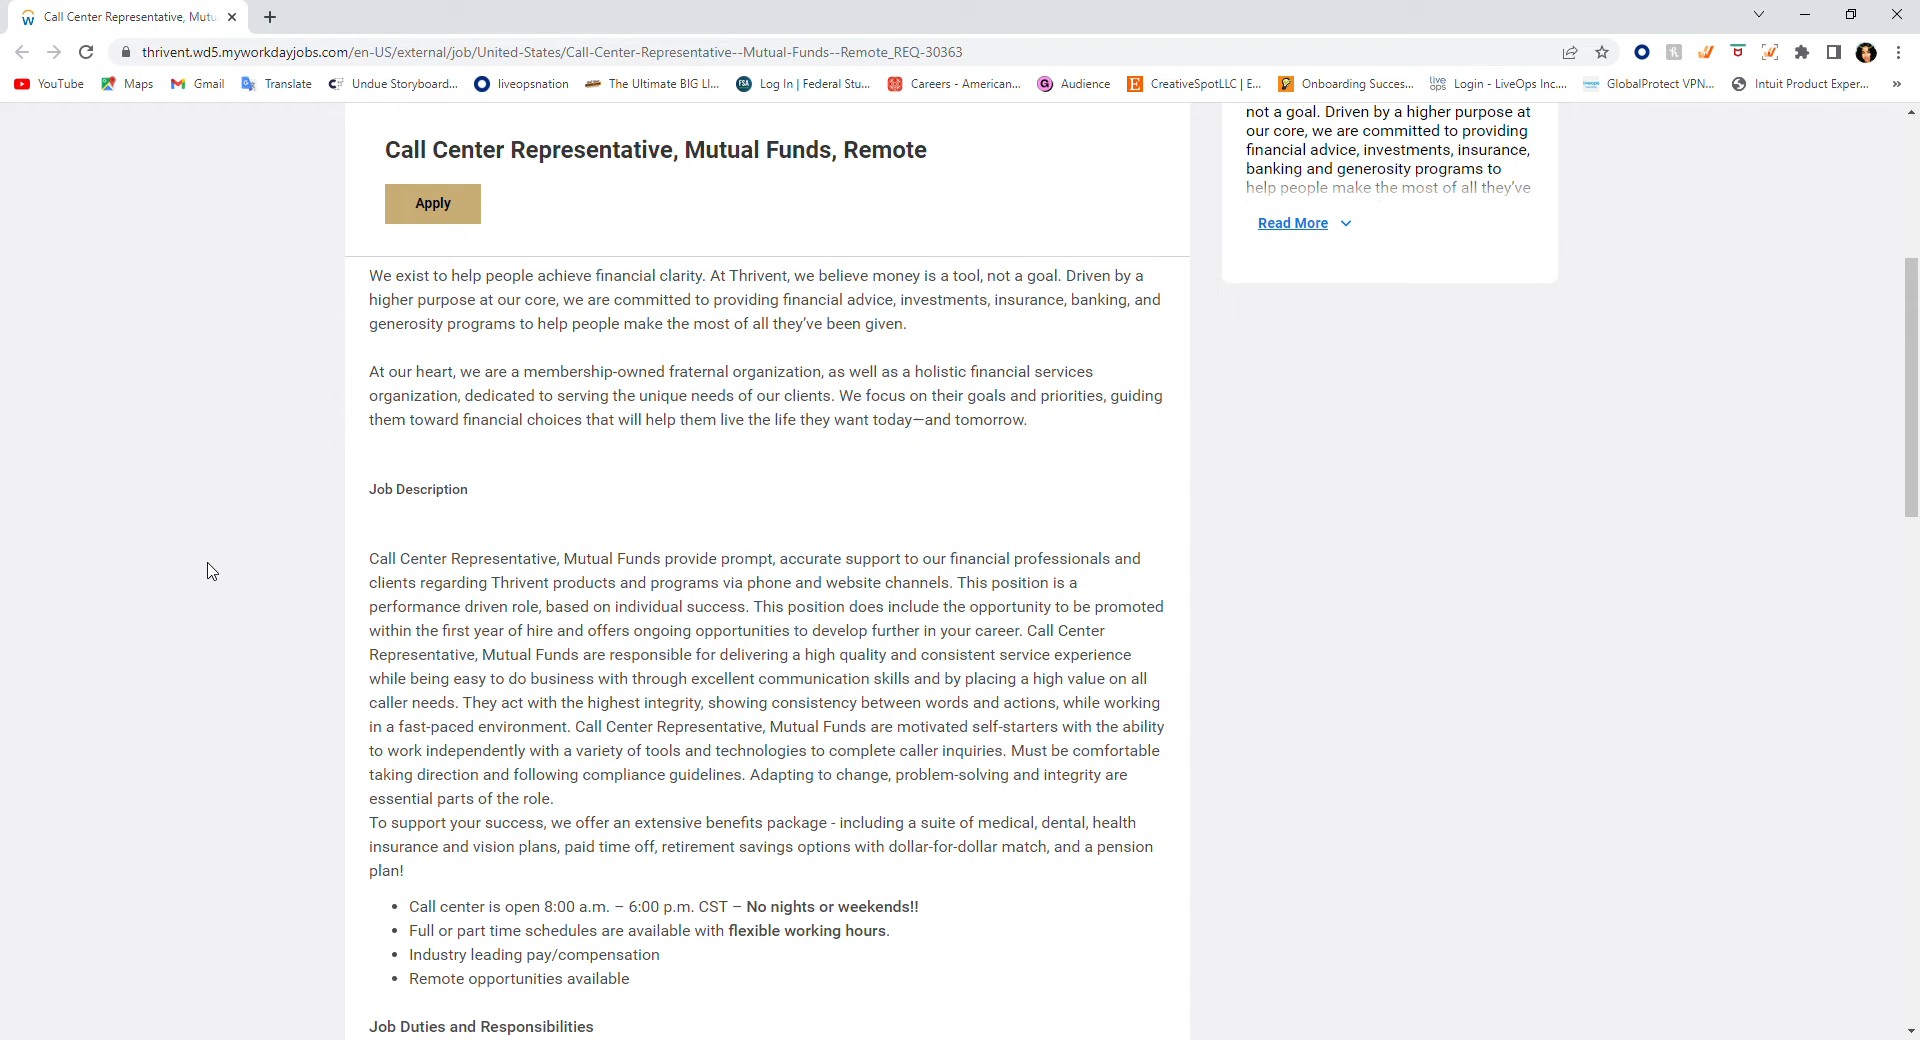 Call Center Representative, Mutu
thrivent.wd5.myworkdayjobs.com/en-US/external/job/United-States/Call-Center-Representative--Mutual-Funds--Remote_REQ-30363
YouTube Maps Gmail Translate Undue Storyboard... liveopsnation The Ultimate BIG LI... FSA Log In | Federal Stu... Careers - American... Audience CreativeSpotLLC | E... Onboarding Succes... live ops Login - LiveOps Inc.... GlobalProtect VPN... Intuit Product Exper... »
Call Center Representative, Mutual Funds, Remote
Apply
We exist to help people achieve financial clarity. At Thrivent, we believe money is a tool, not a goal. Driven by a
higher purpose at our core, we are committed to providing financial advice, investments, insurance, banking, and
generosity programs to help people make the most of all they’ve been given.
At our heart, we are a membership-owned fraternal organization, as well as a holistic financial services
organization, dedicated to serving the unique needs of our clients. We focus on their goals and priorities, guiding
them toward financial choices that will help them live the life they want today—and tomorrow.
Job Description
Call Center Representative, Mutual Funds provide prompt, accurate support to our financial professionals and
clients regarding Thrivent products and programs via phone and website channels. This position is a
performance driven role, based on individual success. This position does include the opportunity to be promoted
within the first year of hire and offers ongoing opportunities to develop further in your career. Call Center
Representative, Mutual Funds are responsible for delivering a high quality and consistent service experience
while being easy to do business with through excellent communication skills and by placing a high value on all
caller needs. They act with the highest integrity, showing consistency between words and actions, while working
in a fast-paced environment. Call Center Representative, Mutual Funds are motivated self-starters with the ability
to work independently with a variety of tools and technologies to complete caller inquiries. Must be comfortable
taking direction and following compliance guidelines. Adapting to change, problem-solving and integrity are
essential parts of the role.
To support your success, we offer an extensive benefits package - including a suite of medical, dental, health
insurance and vision plans, paid time off, retirement savings options with dollar-for-dollar match, and a pension
plan!
• Call center is open 8:00 a.m. – 6:00 p.m. CST – No nights or weekends!!
• Full or part time schedules are available with flexible working hours.
• Industry leading pay/compensation
• Remote opportunities available
Job Duties and Responsibilities
not a goal. Driven by a higher purpose at
our core, we are committed to providing
financial advice, investments, insurance,
banking and generosity programs to
help people make the most of all they’ve
Read More